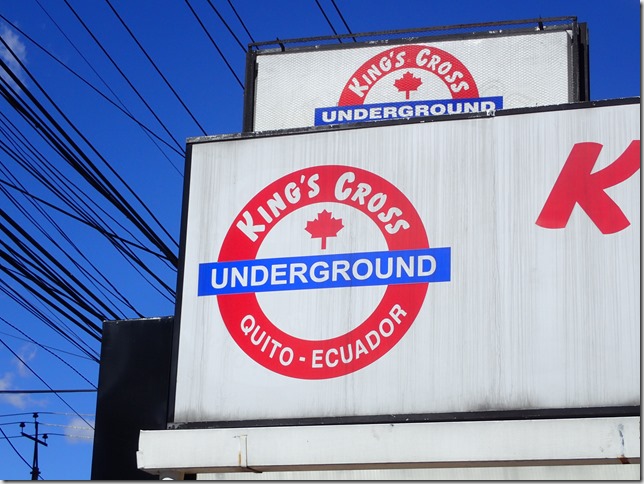 King's Cross
UNDERGROUND
King's Cross
UNDERGROUND
QUITO - ECUADOR
K